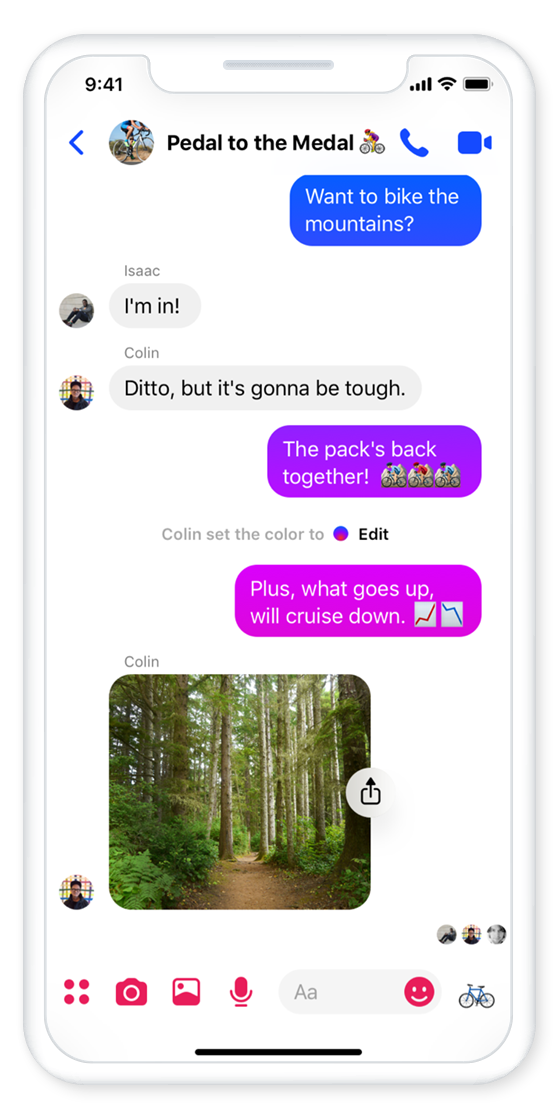 9:41
Pedal to the Medal 🚴
Want to bike the
mountains?
Isaac
I'm in!
Colin
Ditto, but it's gonna be tough.
The pack's back
together! 🚵🚵🚵
Colin set the color to Edit
Plus, what goes up,
will cruise down. 📈📉
Colin
Aa